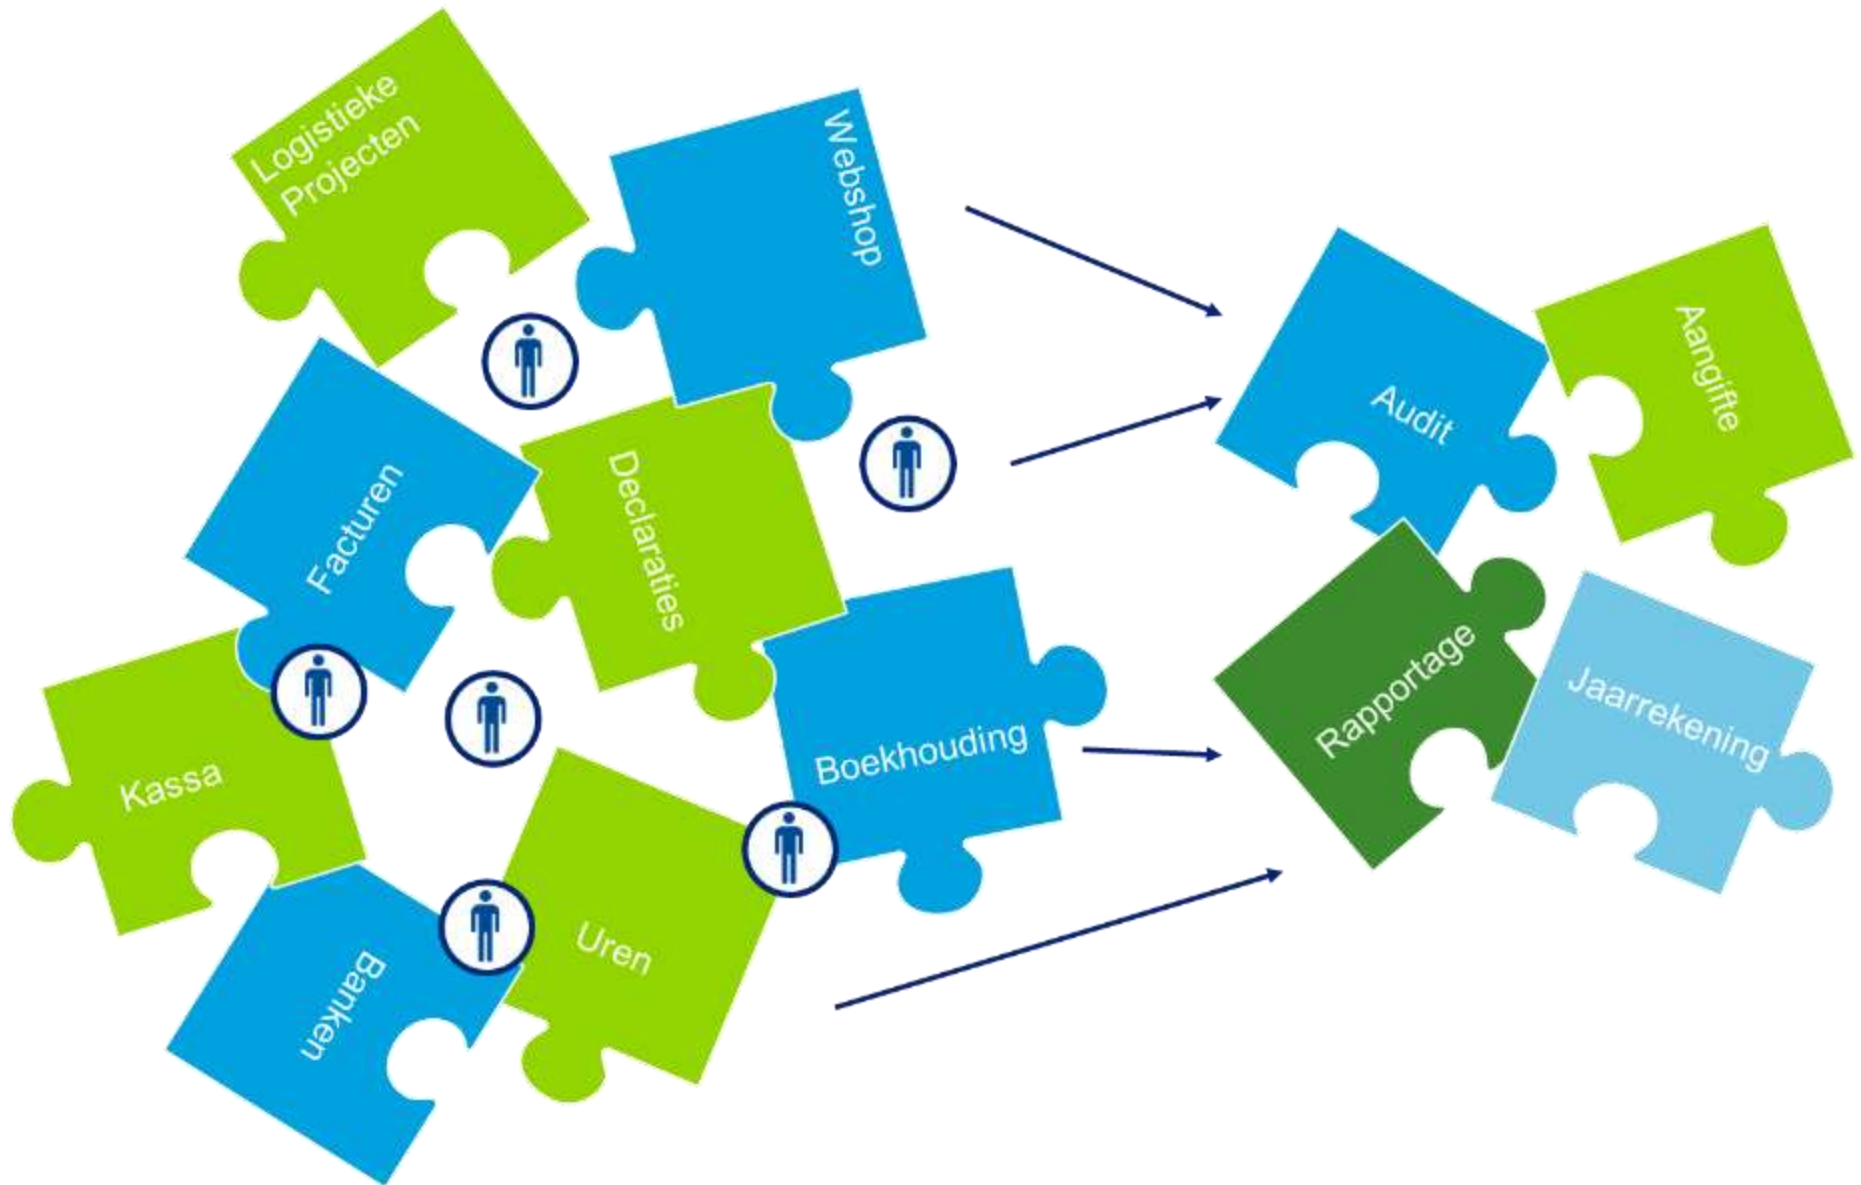 Logistieke
Projecten
Webshop
Facturen
Declaraties
Kassa
Boekhouding
Banken
Uren
Audit
Aangifte
Rapportage
Jaarrekening